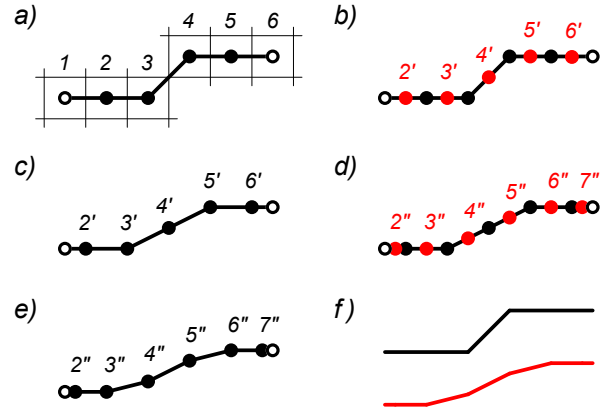 a)
1 2 3 4 5 6
b)
2' 3' 4' 5' 6'
c)
2' 3' 4' 5' 6'
d)
2" 3" 4" 5" 6" 7"
e)
2" 3" 4" 5" 6" 7"
f)